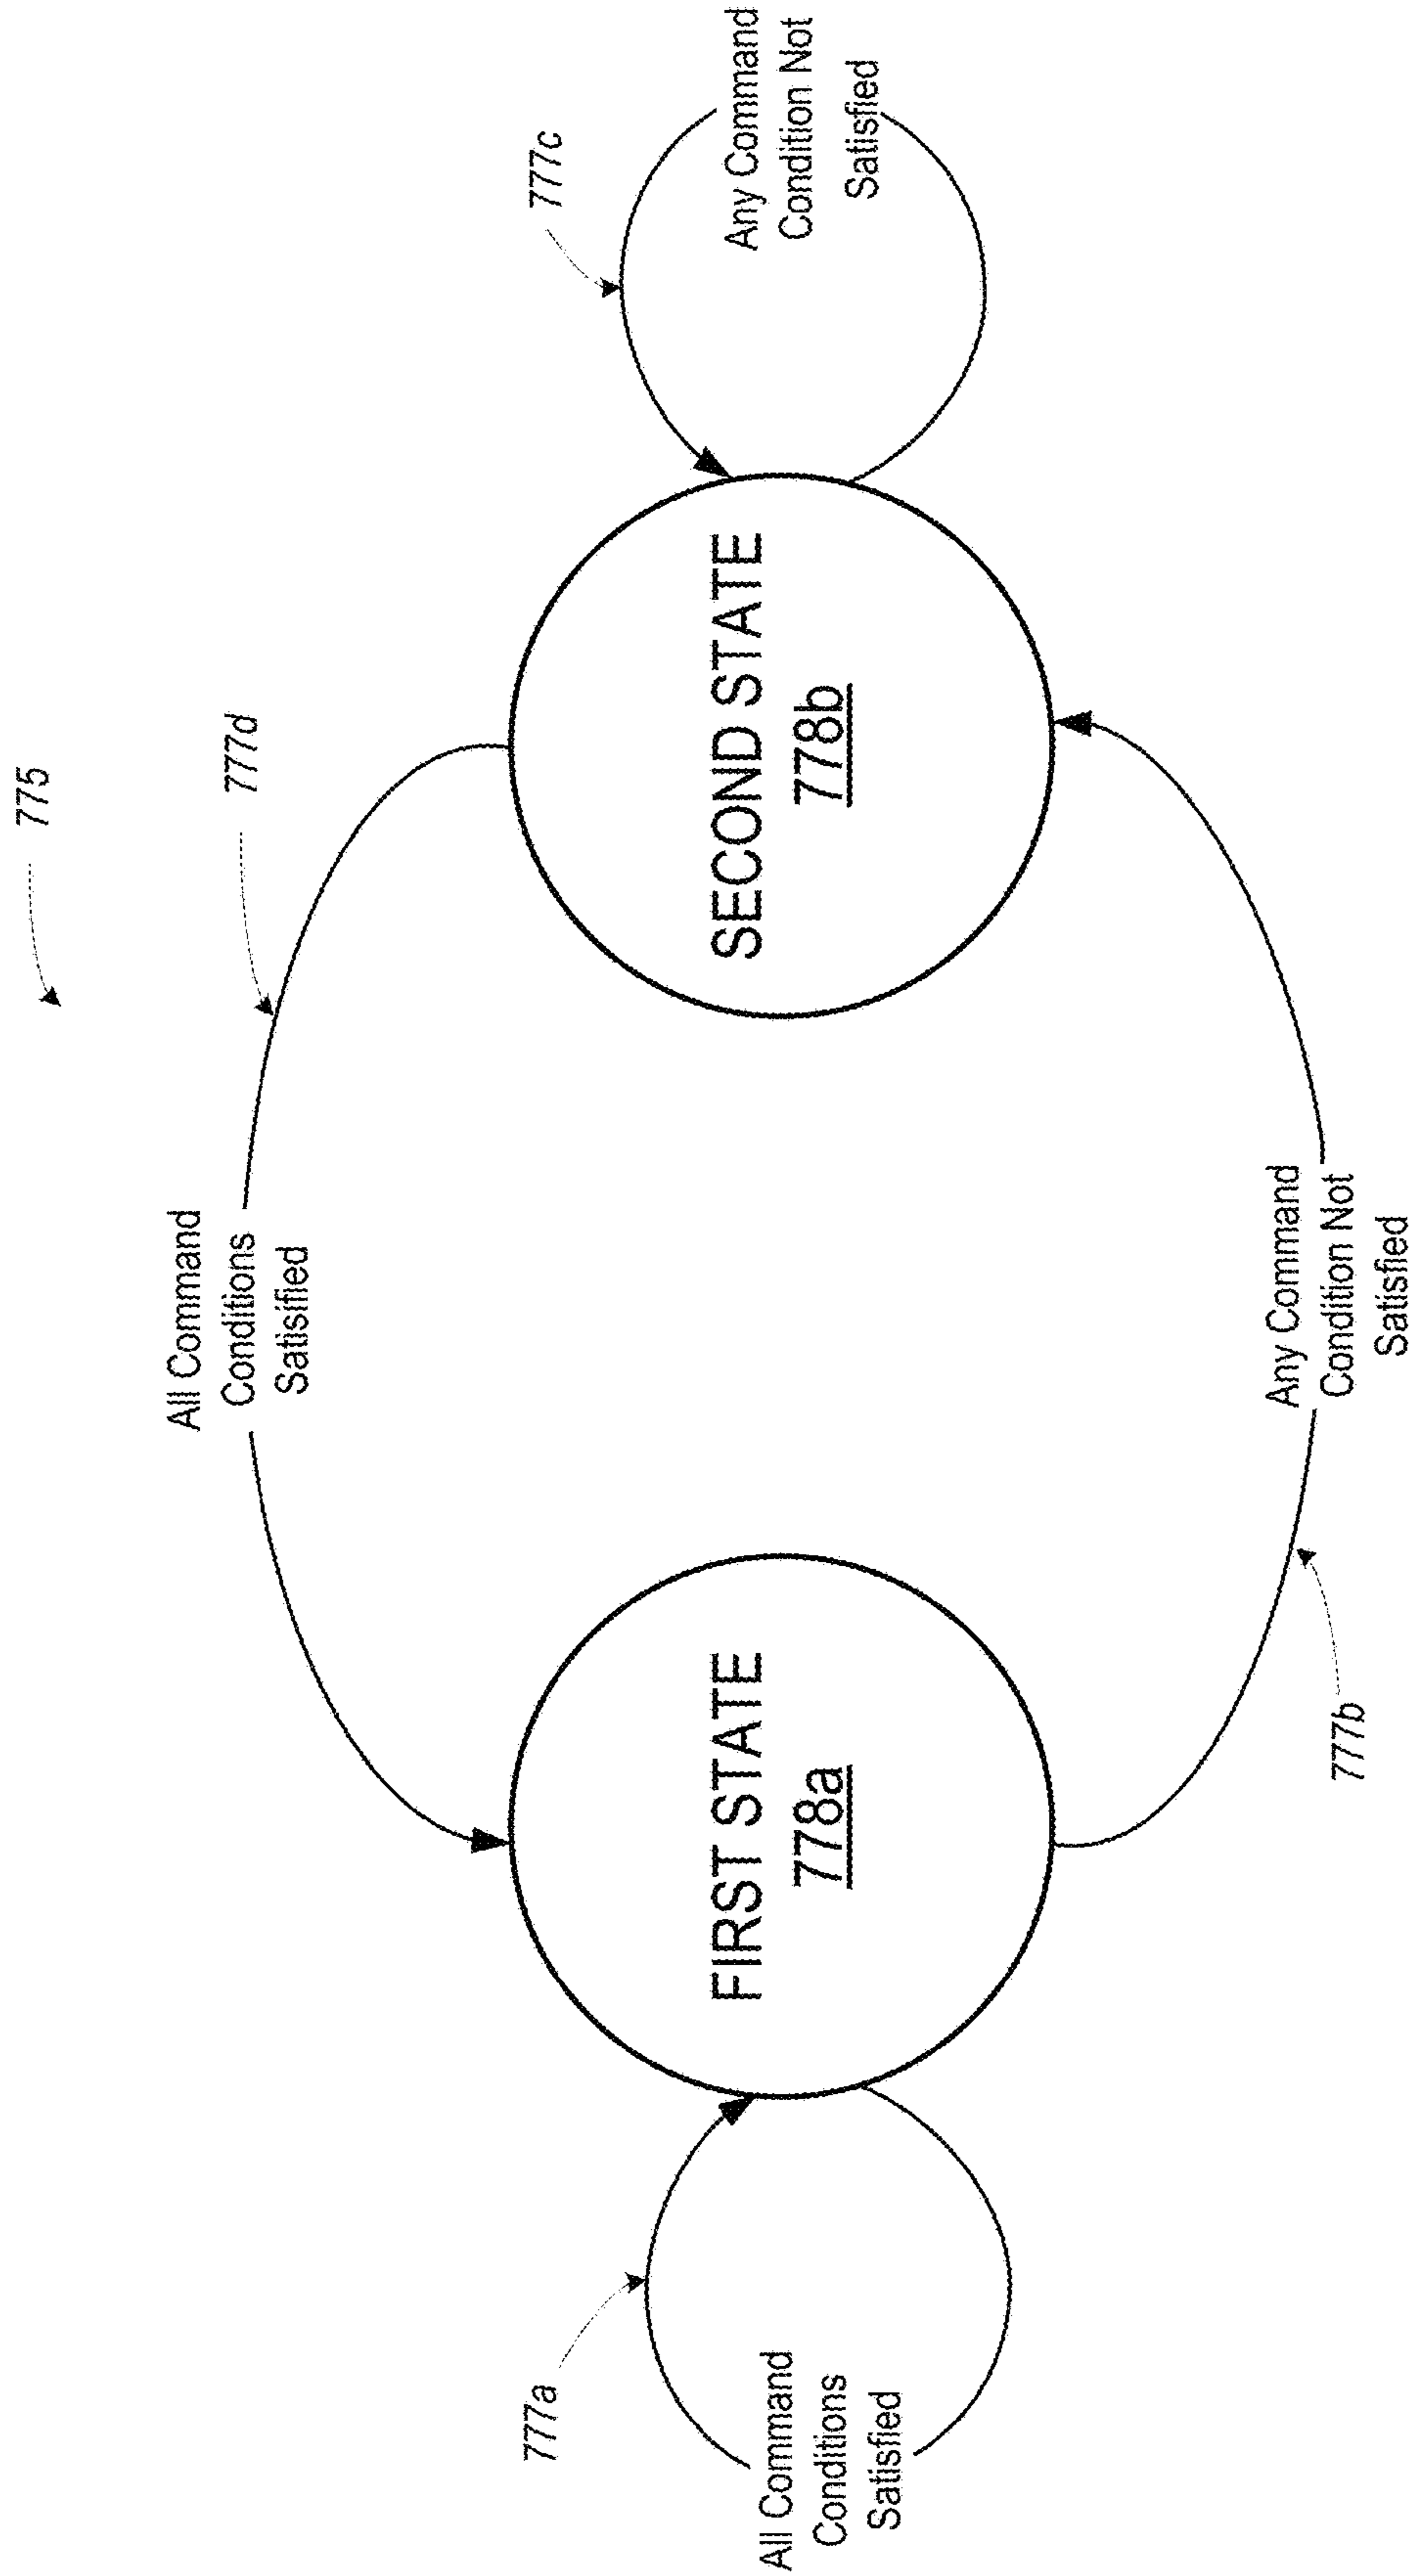 775
777d
All Command
Conditions
Satisified
777a
777c
All Command
Conditions
Satisfied
FIRST STATE
778a
SECOND STATE
778b
Any Command
Condition Not
Satisfied
777b
Any Command
Condition Not
Satisfied